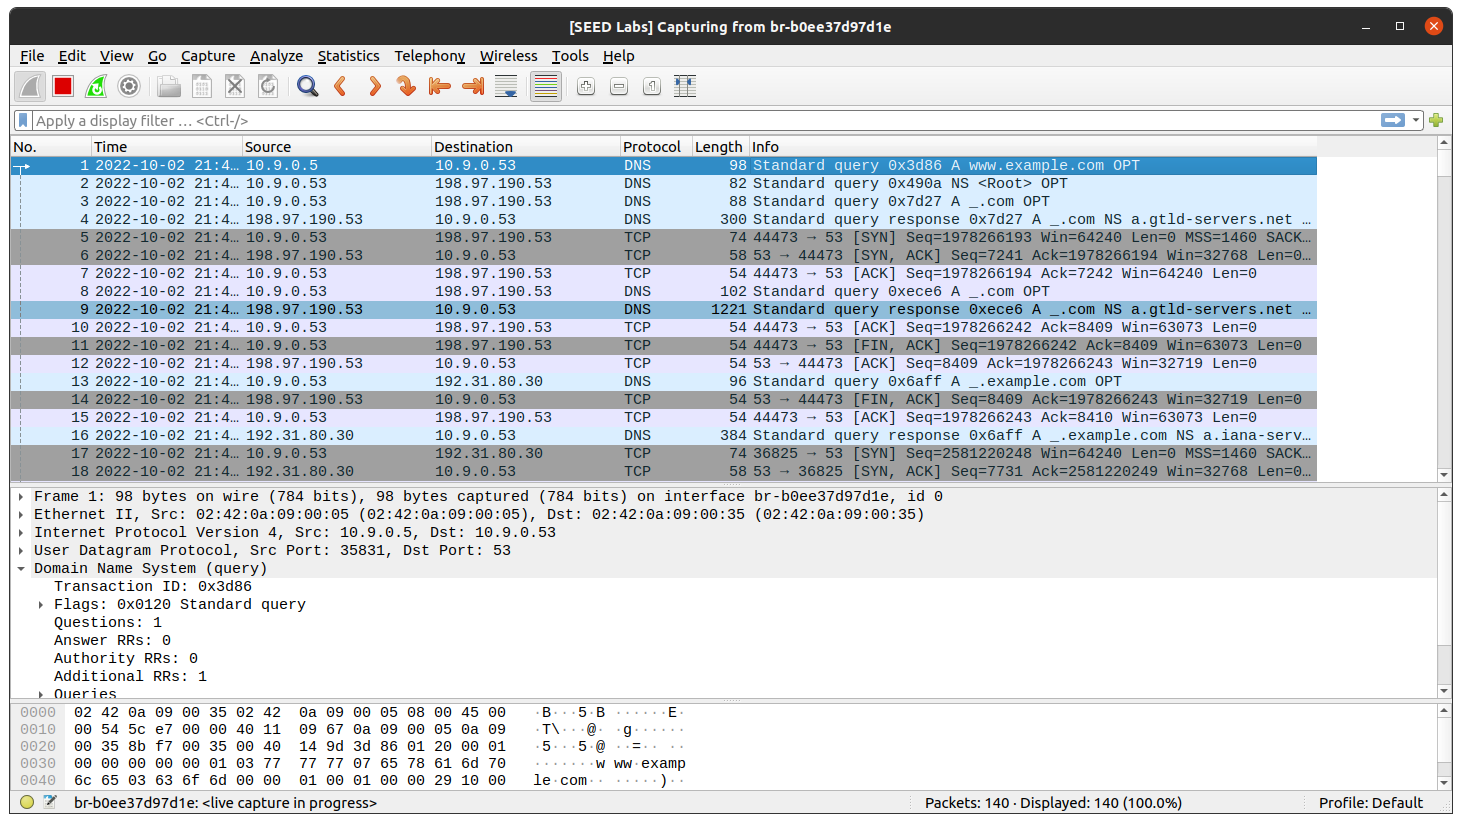 [SEED Labs] Capturing from br-b0ee37d97d1e
File Edit View Go Capture Analyze Statistics Telephony Wireless Tools Help
Apply a display filter … <Ctrl-/>
No. Time Source Destination Protocol Length Info
1 2022-10-02 21:4… 10.9.0.5 10.9.0.53 DNS 98 Standard query 0x3d86 A www.example.com OPT
2 2022-10-02 21:4… 10.9.0.53 198.97.190.53 DNS 82 Standard query 0x490a NS <Root> OPT
3 2022-10-02 21:4… 10.9.0.53 198.97.190.53 DNS 88 Standard query 0x7d27 A _.com OPT
4 2022-10-02 21:4… 198.97.190.53 10.9.0.53 DNS 300 Standard query response 0x7d27 A _.com NS a.gtld-servers.net …
5 2022-10-02 21:4… 10.9.0.53 198.97.190.53 TCP 74 44473 → 53 [SYN] Seq=1978266193 Win=64240 Len=0 MSS=1460 SACK…
6 2022-10-02 21:4… 198.97.190.53 10.9.0.53 TCP 58 53 → 44473 [SYN, ACK] Seq=7241 Ack=1978266194 Win=32768 Len=0…
7 2022-10-02 21:4… 10.9.0.53 198.97.190.53 TCP 54 44473 → 53 [ACK] Seq=1978266194 Ack=7242 Win=64240 Len=0
8 2022-10-02 21:4… 10.9.0.53 198.97.190.53 DNS 102 Standard query 0xece6 A _.com OPT
9 2022-10-02 21:4… 198.97.190.53 10.9.0.53 DNS 1221 Standard query response 0xece6 A _.com NS a.gtld-servers.net …
10 2022-10-02 21:4… 10.9.0.53 198.97.190.53 TCP 54 44473 → 53 [ACK] Seq=1978266242 Ack=8409 Win=63073 Len=0
11 2022-10-02 21:4… 10.9.0.53 198.97.190.53 TCP 54 44473 → 53 [FIN, ACK] Seq=1978266242 Ack=8409 Win=63073 Len=0
12 2022-10-02 21:4… 198.97.190.53 10.9.0.53 TCP 54 53 → 44473 [ACK] Seq=8409 Ack=1978266243 Win=32719 Len=0
13 2022-10-02 21:4… 10.9.0.53 192.31.80.30 DNS 96 Standard query 0x6aff A _.example.com OPT
14 2022-10-02 21:4… 198.97.190.53 10.9.0.53 TCP 54 53 → 44473 [FIN, ACK] Seq=8409 Ack=1978266243 Win=32719 Len=0
15 2022-10-02 21:4… 10.9.0.53 198.97.190.53 TCP 54 44473 → 53 [ACK] Seq=1978266243 Ack=8410 Win=63073 Len=0
16 2022-10-02 21:4… 192.31.80.30 10.9.0.53 DNS 384 Standard query response 0x6aff A _.example.com NS a.iana-serv…
17 2022-10-02 21:4… 10.9.0.53 192.31.80.30 TCP 74 36825 → 53 [SYN] Seq=2581220248 Win=64240 Len=0 MSS=1460 SACK…
18 2022-10-02 21:4… 192.31.80.30 10.9.0.53 TCP 58 53 → 36825 [SYN, ACK] Seq=7731 Ack=2581220249 Win=32768 Len=0…
Frame 1: 98 bytes on wire (784 bits), 98 bytes captured (784 bits) on interface br-b0ee37d97d1e, id 0
Ethernet II, Src: 02:42:0a:09:00:05 (02:42:0a:09:00:05), Dst: 02:42:0a:09:00:35 (02:42:0a:09:00:35)
Internet Protocol Version 4, Src: 10.9.0.5, Dst: 10.9.0.53
User Datagram Protocol, Src Port: 35831, Dst Port: 53
Domain Name System (query)
Transaction ID: 0x3d86
Flags: 0x0120 Standard query
Questions: 1
Answer RRs: 0
Authority RRs: 0
Additional RRs: 1
Queries
0000 02 42 0a 09 00 35 02 42 0a 09 00 05 08 00 45 00 ·B···5·B ······E·
0010 00 54 5c e7 00 00 40 11 09 67 0a 09 00 05 0a 09 ·T\···@· ·g······
0020 00 35 8b f7 00 35 00 40 14 9d 3d 86 01 20 00 01 ·5···5·@ ··=·· ··
0030 00 00 00 00 00 01 03 77 77 77 07 65 78 61 6d 70 ·······w ww·examp
0040 6c 65 03 63 6f 6d 00 00 01 00 01 00 00 29 10 00 le·com·· ·····)··
br-b0ee37d97d1e: <live capture in progress> Packets: 140 · Displayed: 140 (100.0%) Profile: Default